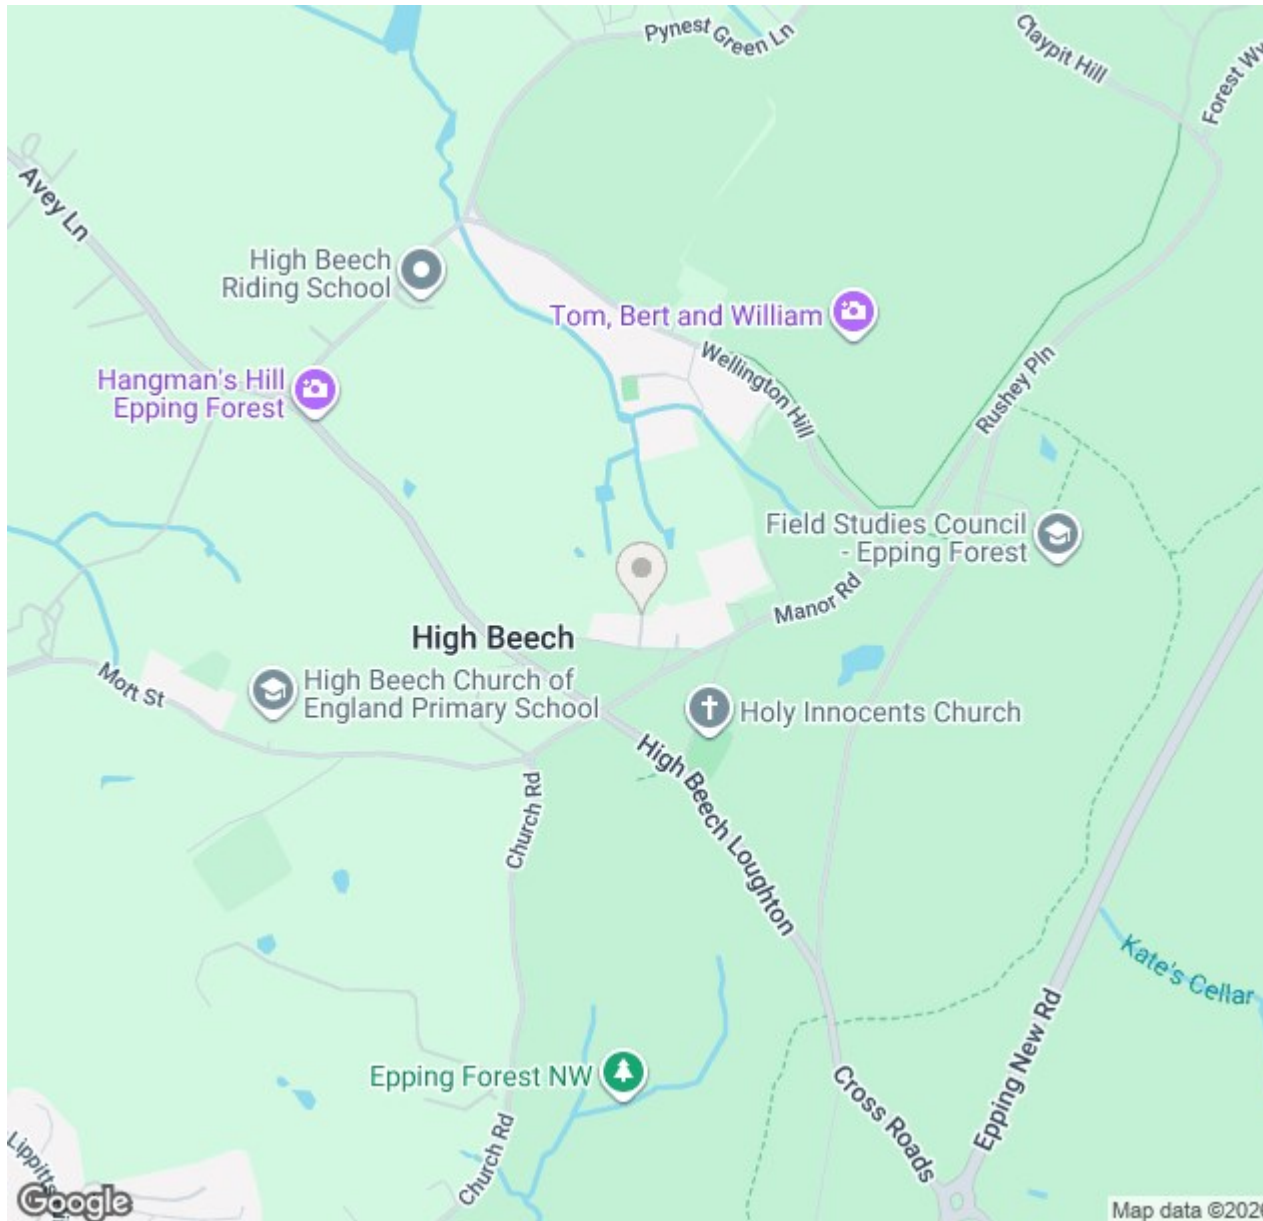 Pynest Green Ln
Claypit Hill
Forest
Avey Ln
High Beech
Riding School
Tom, Bert and William
Wellington Hill
Rushey Pln
Hangman's Hill
Epping Forest
Field Studies Council
- Epping Forest
Manor Rd
High Beech
Mott St
High Beech Church of
England Primary School
Holy Innocents Church
High Beech Loughton
Church Rd
Kate's Cellar
Epping New Rd
Epping Forest NW
Cross Roads
Church Rd
Google
Map data ©